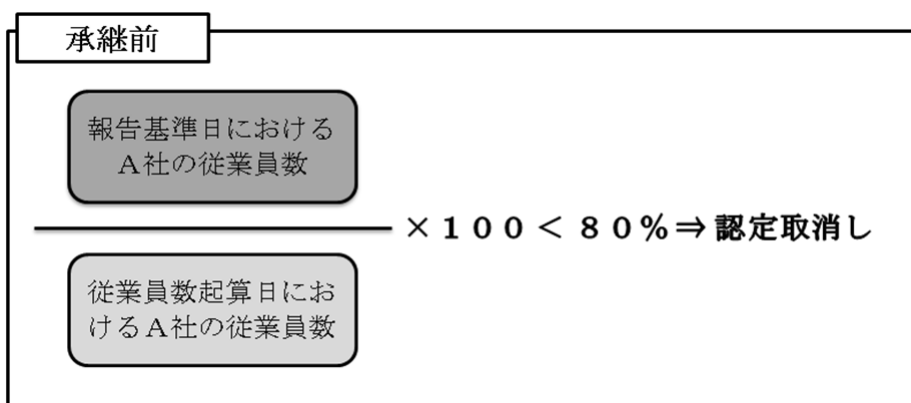 承継前
報告基準日における
A社の従業員数
×１００＜８０％⇒認定取消し
従業員数起算日にお
けるA社の従業員数